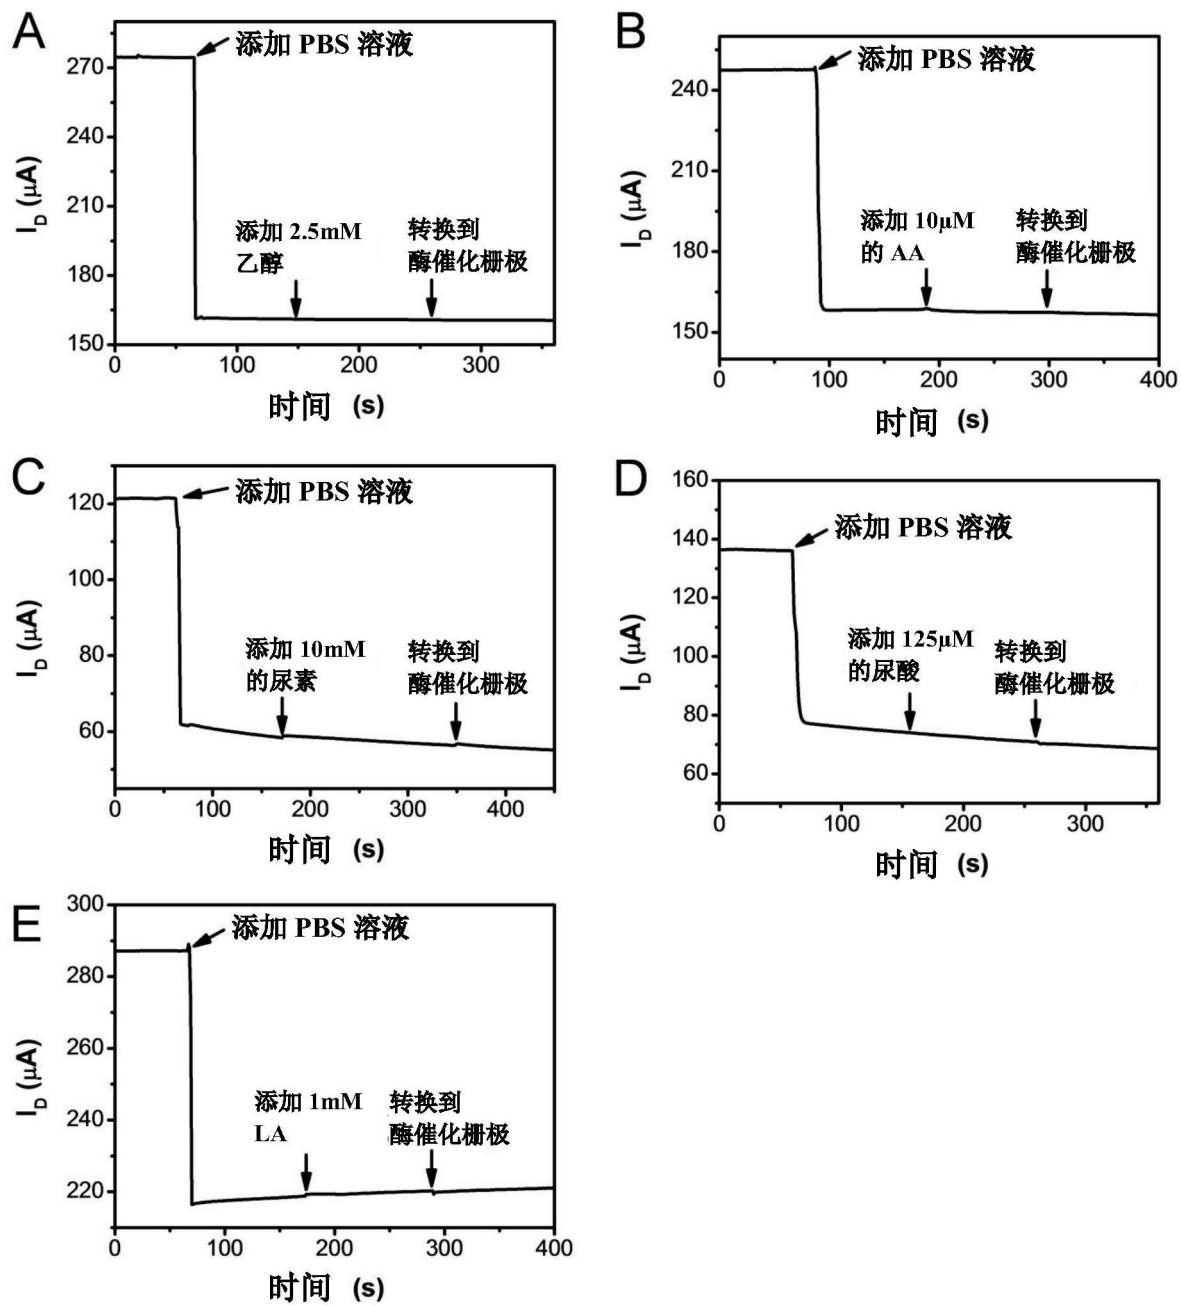 A
添加 PBS 溶液
270
240
210
180
150
I_D (μA)
添加 2.5mM
乙醇
转换到
酶催化栅极
0 100 200 300
时间 (s)
B
添加 PBS 溶液
240
210
180
150
I_D (μA)
添加 10μM
的 AA
转换到
酶催化栅极
0 100 200 300 400
时间 (s)
C
添加 PBS 溶液
120
100
80
60
I_D (μA)
添加 10mM
的尿素
转换到
酶催化栅极
0 100 200 300 400
时间 (s)
D
添加 PBS 溶液
160
140
120
100
80
60
I_D (μA)
添加 125μM
的尿酸
转换到
酶催化栅极
0 100 200 300
时间 (s)
E
添加 PBS 溶液
300
280
260
240
220
I_D (μA)
添加 1mM
LA
转换到
酶催化栅极
0 100 200 300 400
时间 (s)